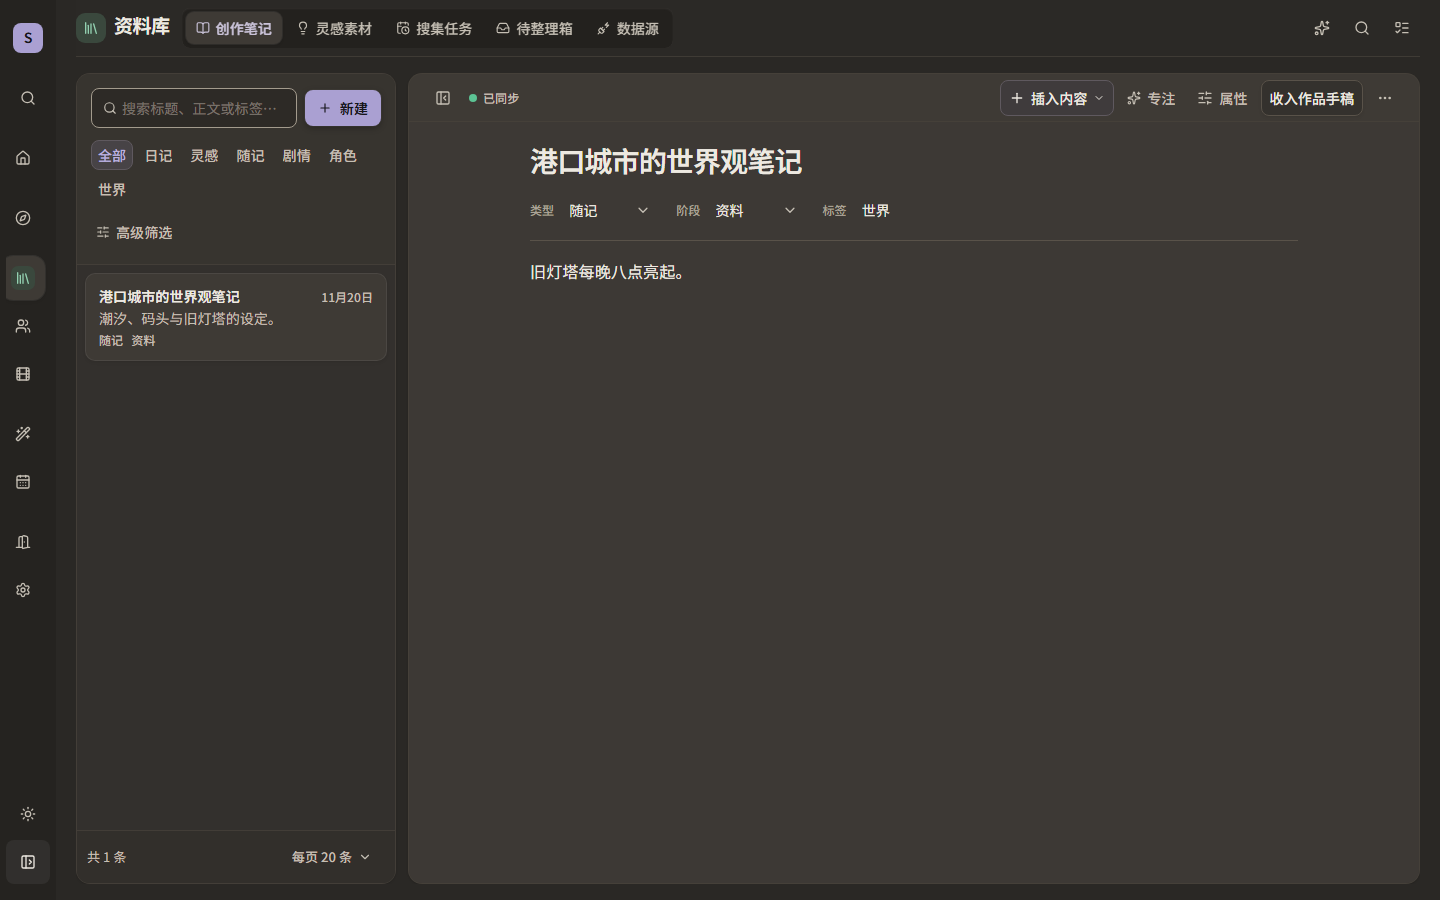 S
资料库
创作笔记
灵感素材
搜集任务
待整理箱
数据源
搜索标题、正文或标签…
新建
全部
日记
灵感
随记
剧情
角色
世界
高级筛选
港口城市的世界观笔记
11月20日
潮汐、码头与旧灯塔的设定。
随记 资料
共 1 条
每页 20 条
已同步
插入内容
专注
属性
收入作品手稿
港口城市的世界观笔记
类型 随记
阶段 资料
标签 世界
旧灯塔每晚八点亮起。